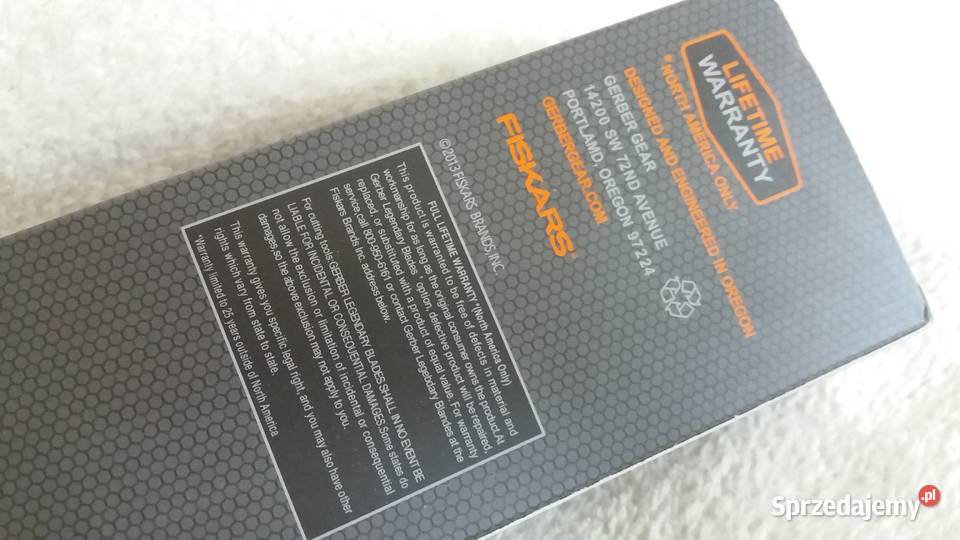 LIFETIME
WARRANTY
*NORTH AMERICA ONLY
DESIGNED AND ENGINEERED IN OREGON
GERBER GEAR
14200 SW 72ND AVENUE
PORTLAMD, OREGON 97224
GERBERGEAR.COM
FISKARS®
©2013 FISKARS BRANDS,INC.
FULL LIFETIME WARRANTY *(North America Only)
This product is warranted to be free of defects in material and
workmanship for as long as the original consumer owns the product.At
Gerber Legendary Blades' option, defective product will be repaired,
replaced, or substituted with a product of equal value. For warranty
service,call 800-950-6161 or contact Gerber Legebdary Blandes at the
Fiskars Brands Inc. address below.
For cutting tools:GERBER LEGENDARY BLADES SHALL IN NO EVENT BE
LIABLE FOR INCIDENTAL OR CONSEQUENTIAL DAMAGES.Some states do
not allow the exclusion or limitation of incidental or consequential
damages,so the above exclusion may not apply to you.
This warranty gives you specific legal right, and you may also have other
rights which vary from state to state.
*Warranty limited to 25 years outside of North America
Sprzedajemy.pl